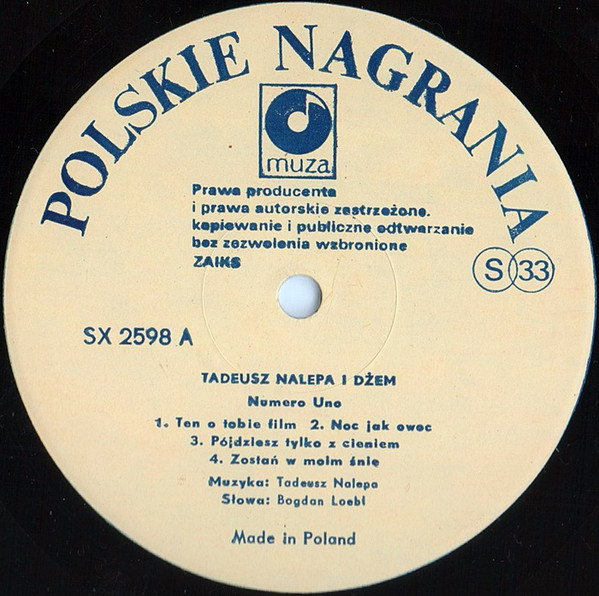 POLSKIE NAGRANIA
muza
Prawa producenta
i prawa autorskie zastrzeżone.
kopiowanie i publiczne odtwarzanie
bez zezwolenia wzbronione
ZAIKS
S 33
SX 2598 A
TADEUSZ NALEPA I DŻEM
Numero Uno
1. Ten o tobie film 2. Noc jak owoc
3. Pójdziesz tylko z cieniem
4. Zostań w moim śnie
Muzyka: Tadeusz Nalepa
Słowa: Bogdan Loebl
Made in Poland